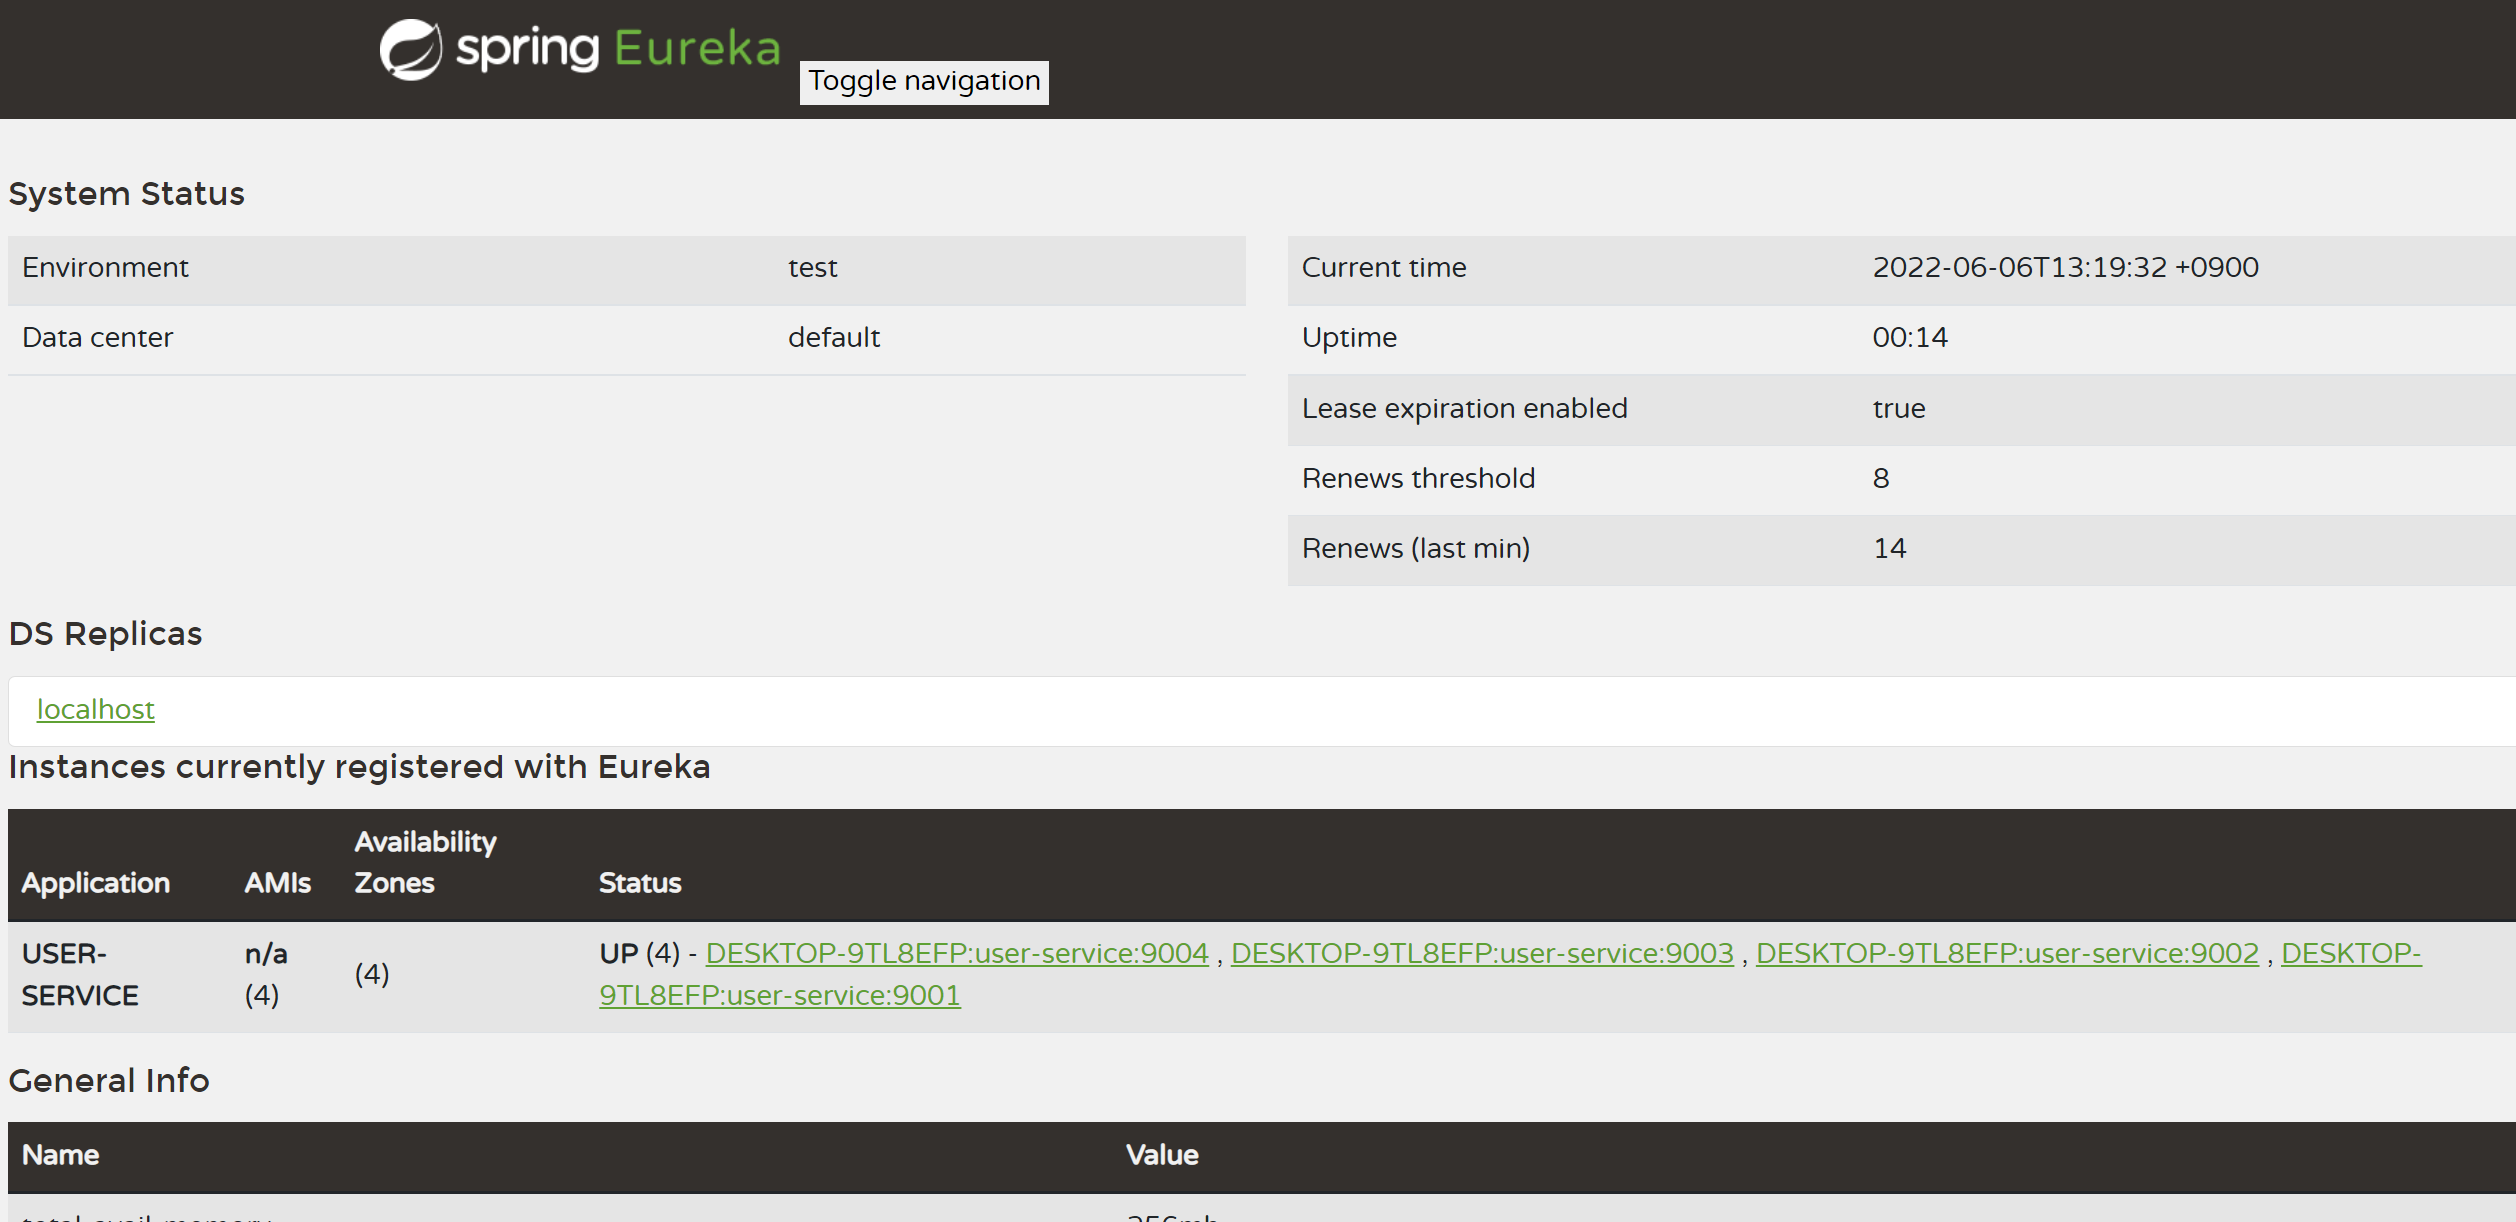 spring Eureka
Toggle navigation
System Status
Environment test
Data center default
Current time 2022-06-06T13:19:32 +0900
Uptime 00:14
Lease expiration enabled true
Renews threshold 8
Renews (last min) 14
DS Replicas
localhost
Instances currently registered with Eureka
Application AMIs Availability Zones Status
USER-SERVICE n/a (4) (4) UP (4) - DESKTOP-9TL8EFP:user-service:9004 , DESKTOP-9TL8EFP:user-service:9003 , DESKTOP-9TL8EFP:user-service:9002 , DESKTOP-
9TL8EFP:user-service:9001
General Info
Name Value